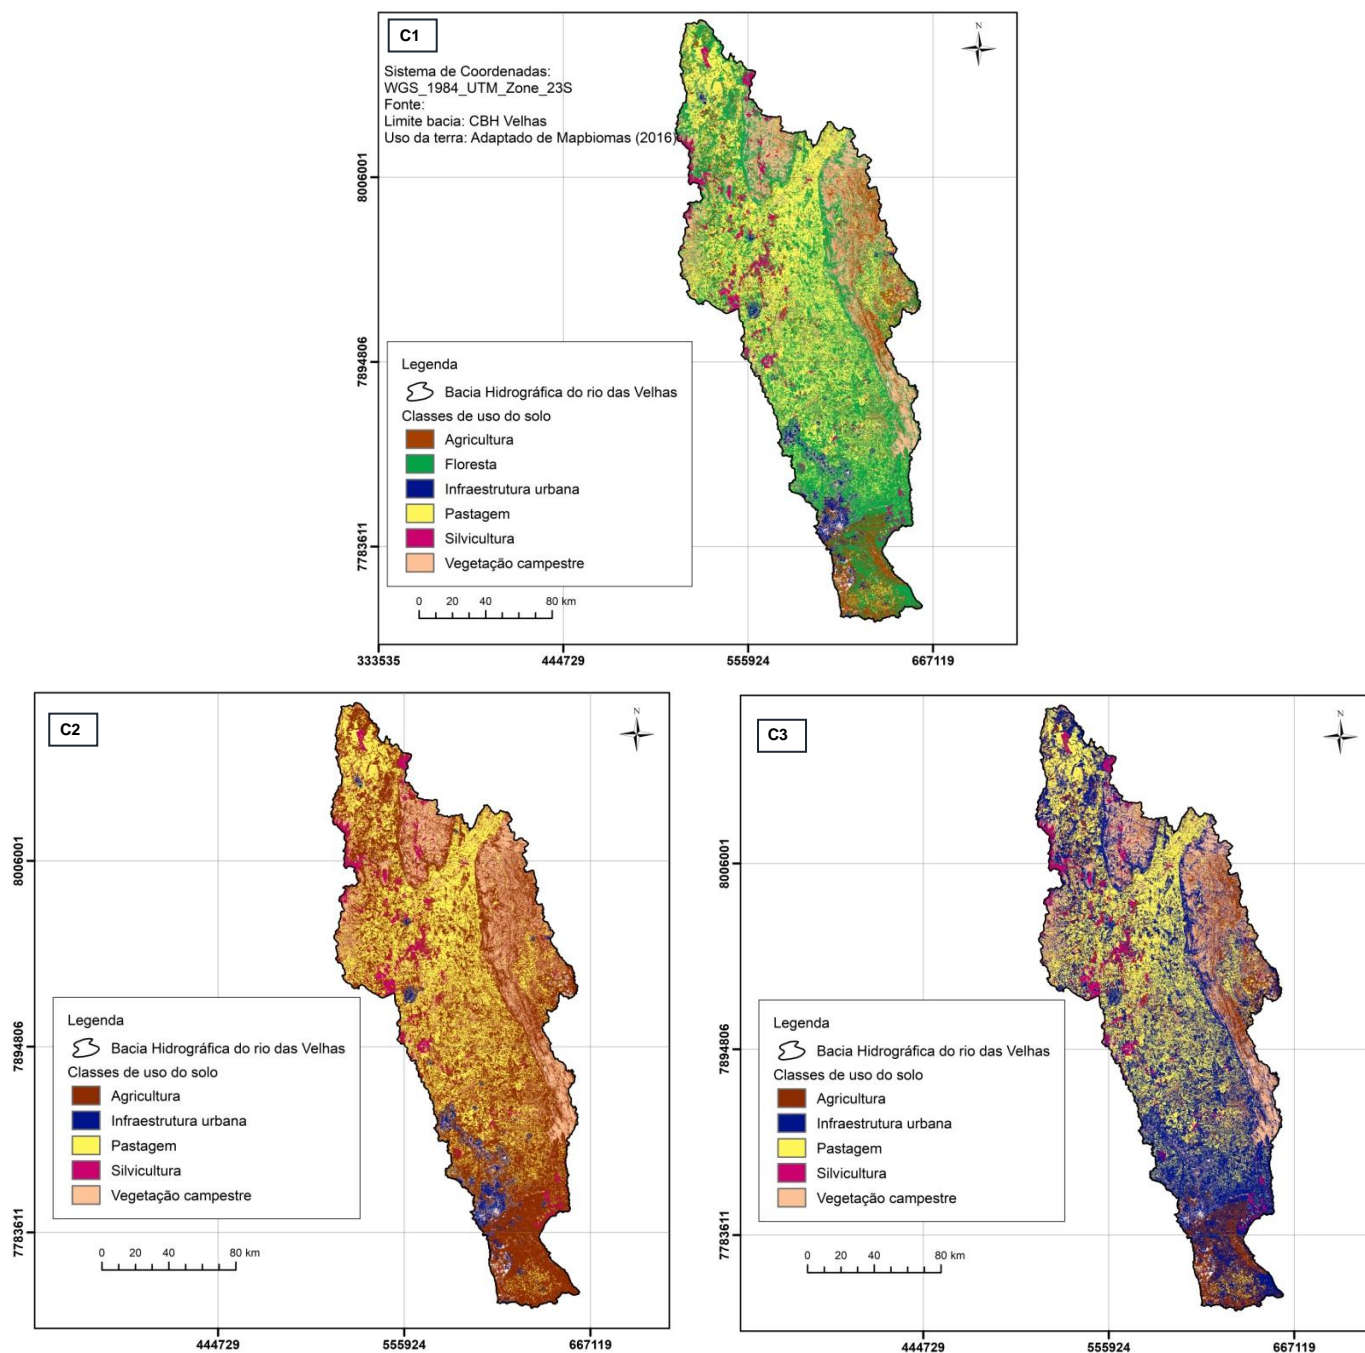 C1
N
Sistema de Coordenadas:
WGS_1984_UTM_Zone_23S
Fonte:
Limite bacia: CBH Velhas
Uso da terra: Adaptado de Mapbiomas (2016)
8006001
7894806
7783611
Legenda
Bacia Hidrográfica do rio das Velhas
Classes de uso do solo
Agricultura
Floresta
Infraestrutura urbana
Pastagem
Silvicultura
Vegetação campestre
0 20 40 80 km
333535 444729 555924 667119
C2
N
8006001
7894806
7783611
Legenda
Bacia Hidrográfica do rio das Velhas
Classes de uso do solo
Agricultura
Infraestrutura urbana
Pastagem
Silvicultura
Vegetação campestre
0 20 40 80 km
444729 555924 667119
C3
N
8006001
7894806
7783611
Legenda
Bacia Hidrográfica do rio das Velhas
Classes de uso do solo
Agricultura
Infraestrutura urbana
Pastagem
Silvicultura
Vegetação campestre
0 20 40 80 km
444729 555924 667119